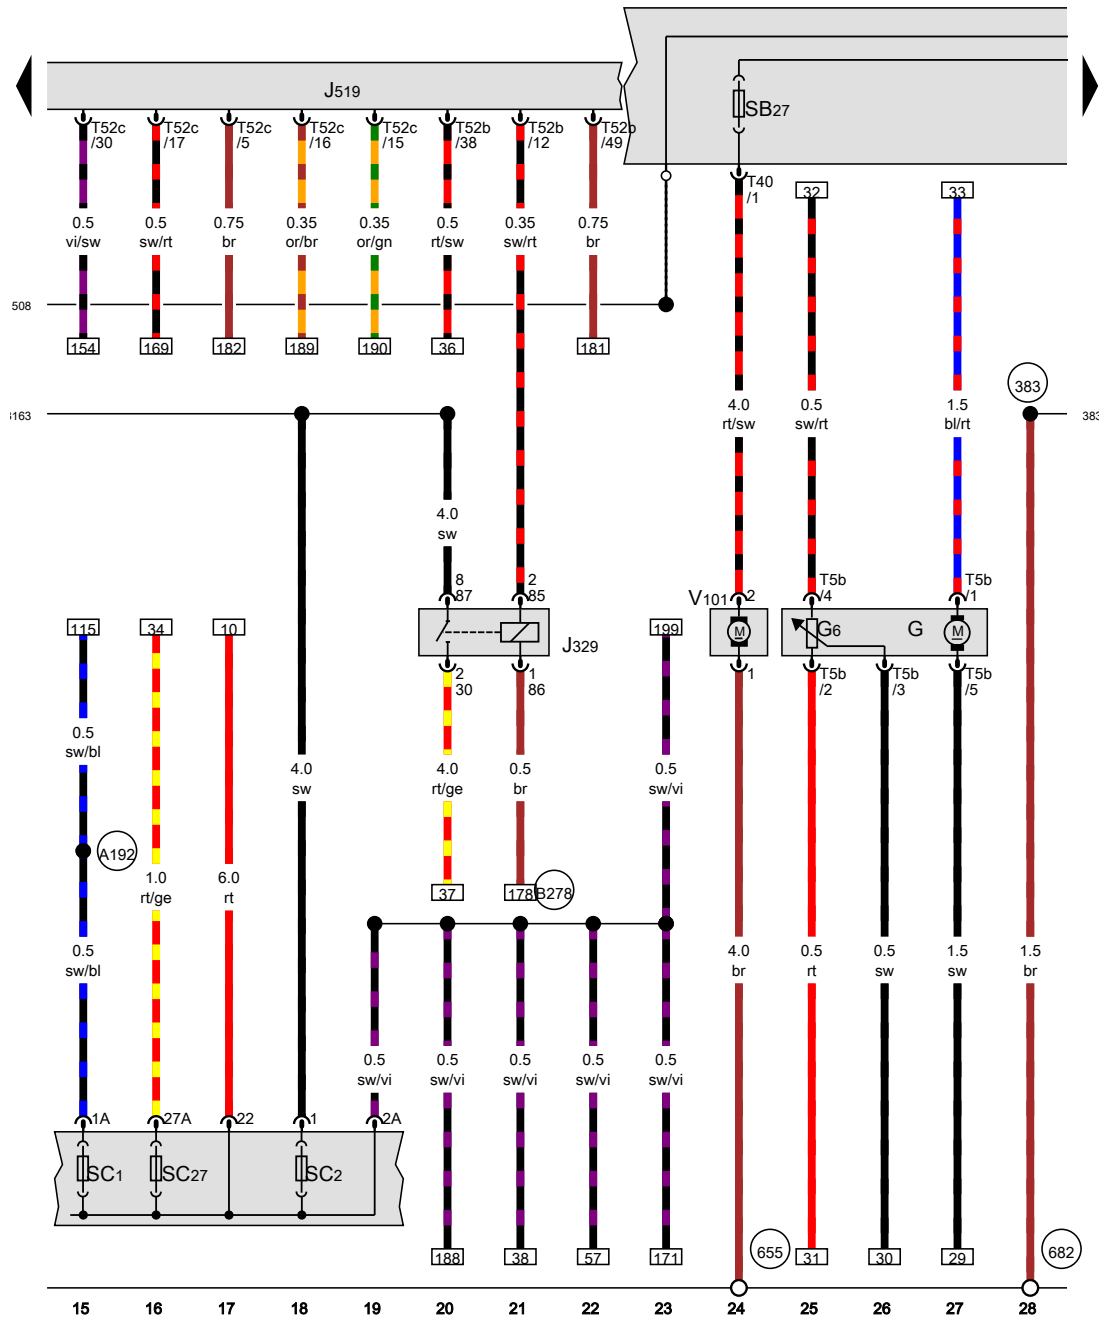 J519
SB27
T52c /30
T52c /17
T52c /5
T52c /16
T52c /15
T52b /38
T52b /12
T52b /49
T40 /1
32
33
0.5 vi/sw
0.5 sw/rt
0.75 br
0.35 or/br
0.35 or/gn
0.5 rt/sw
0.35 sw/rt
0.75 br
508
154
169
182
189
190
36
181
383
4.0 rt/sw
0.5 sw/rt
1.5 bl/rt
383
4.0 sw
8 87
2 85
V101
2
T5b /4
T5b /1
115
34
10
199
J329
M
G6
G
M
2 30
1 86
1
T5b /2
T5b /3
T5b /5
0.5 sw/bl
4.0 sw
4.0 rt/ge
0.5 br
0.5 sw/vi
A192
1.0 rt/ge
6.0 rt
37
178
B278
0.5 sw/bl
4.0 br
0.5 rt
0.5 sw
1.5 sw
1.5 br
0.5 sw/vi
0.5 sw/vi
0.5 sw/vi
0.5 sw/vi
0.5 sw/vi
1A
27A
22
1
2A
SC1
SC27
SC2
188
38
57
171
655
31
30
29
682
15 16 17 18 19 20 21 22 23 24 25 26 27 28